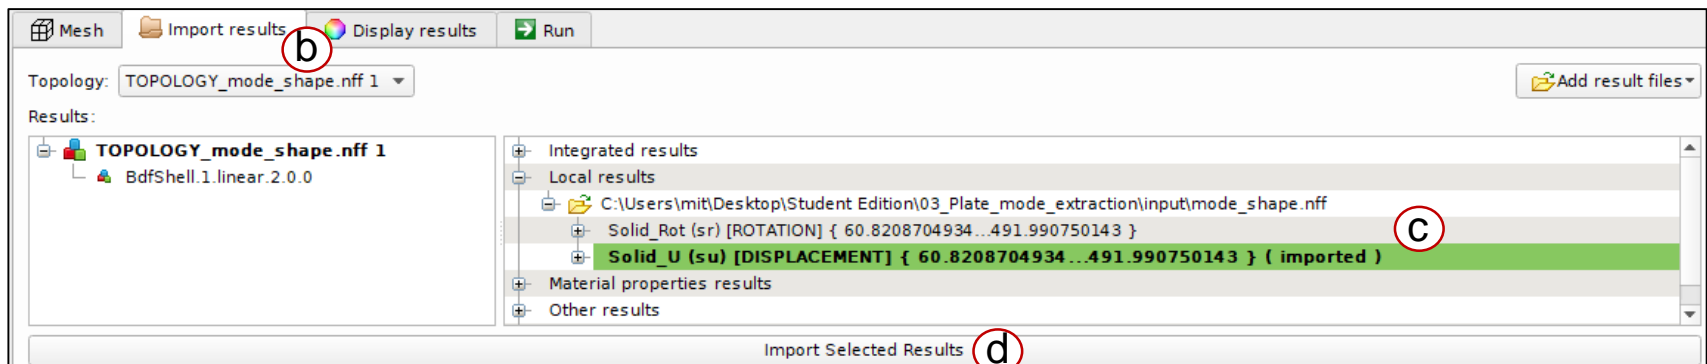 Mesh Import results Display results Run
b
Topology: TOPOLOGY_mode_shape.nff 1 Add result files
Results:
TOPOLOGY_mode_shape.nff 1
BdfShell.1.linear.2.0.0
Integrated results
Local results
C:\Users\mit\Desktop\Student Edition\03_Plate_mode_extraction\input\mode_shape.nff
Solid_Rot (sr) [ROTATION] { 60.8208704934...491.990750143 }
c
Solid_U (su) [DISPLACEMENT] { 60.8208704934...491.990750143 } ( imported )
Material properties results
Other results
Import Selected Results d